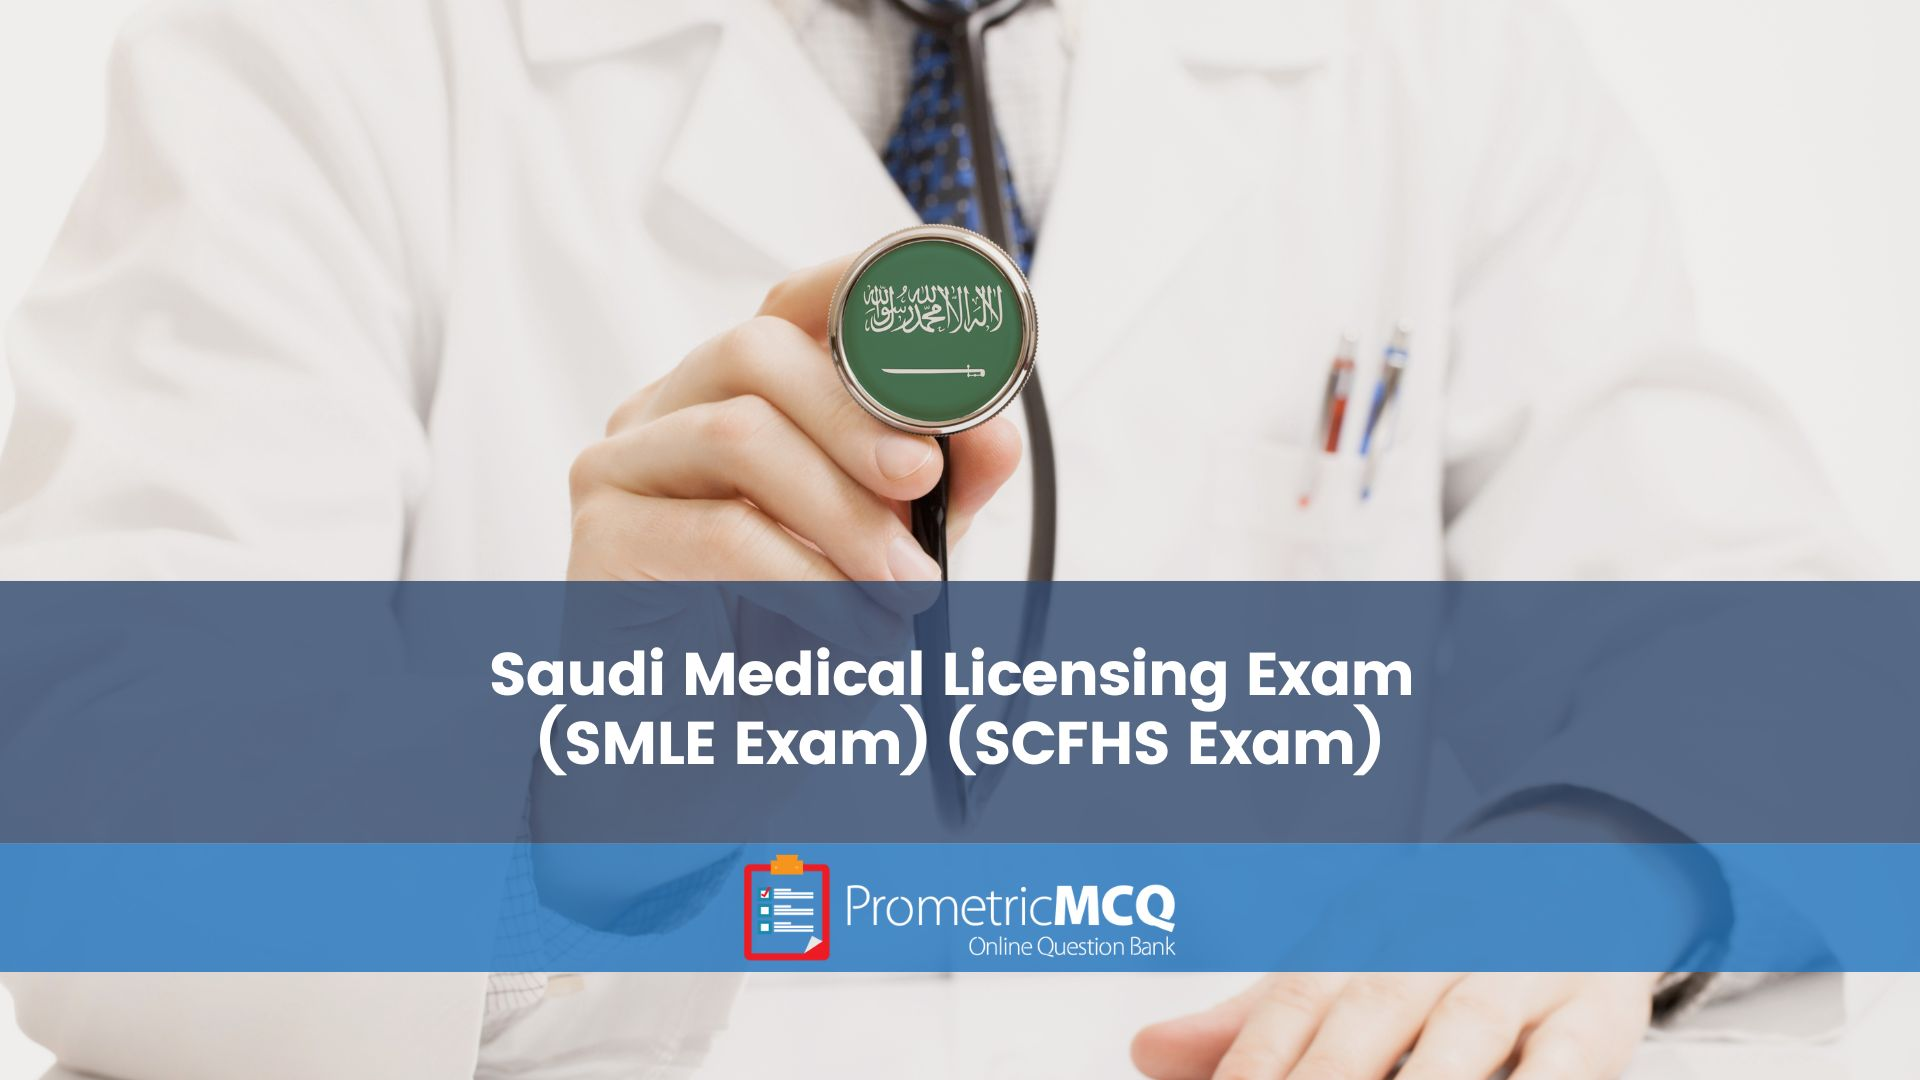 لا إله إلا الله محمد رسول الله
Saudi Medical Licensing Exam
(SMLE Exam) (SCFHS Exam)
PrometricMCQ
Online Question Bank